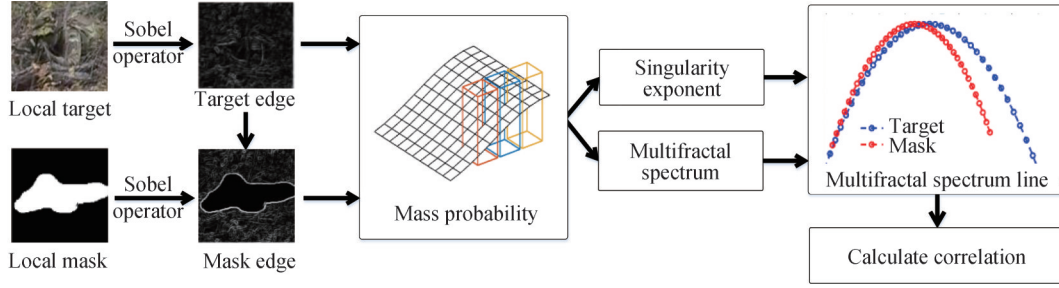 Sobel
operator
Local target
Target edge
Sobel
operator
Local mask
Mask edge
Mass probability
Singularity
exponent
Multifractal
spectrum
Target
Mask
Multifractal spectrum line
Calculate correlation